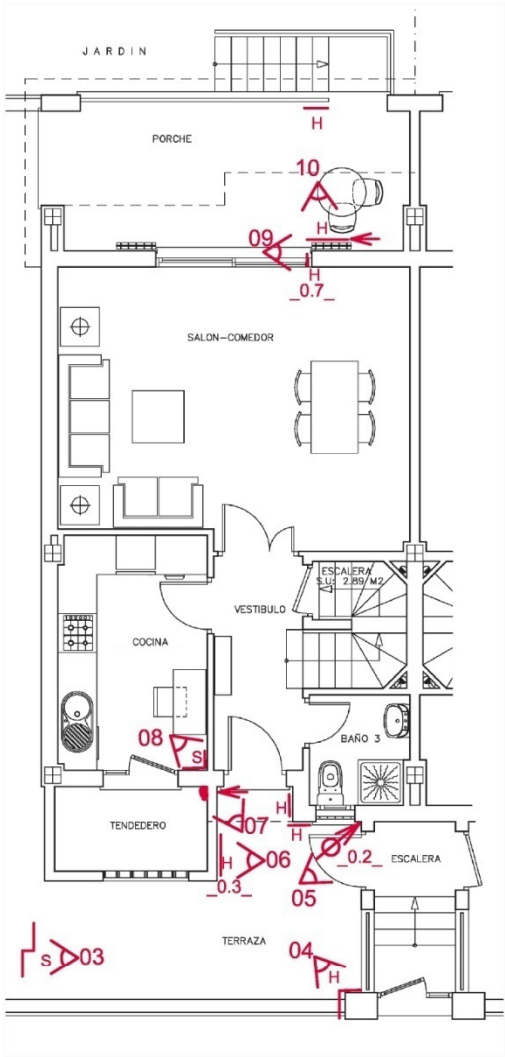 JARDIN
H
PORCHE
10
H
09
H
_0.7_
SALON-COMEDOR
ESCALERA
S.U: 2.89 M2
VESTIBULO
COCINA
08
S
BAÑO 3
H
07
H
TENDEDERO
H
06
_0.3_
_0.2_
ESCALERA
05
TERRAZA
04
S
03
H